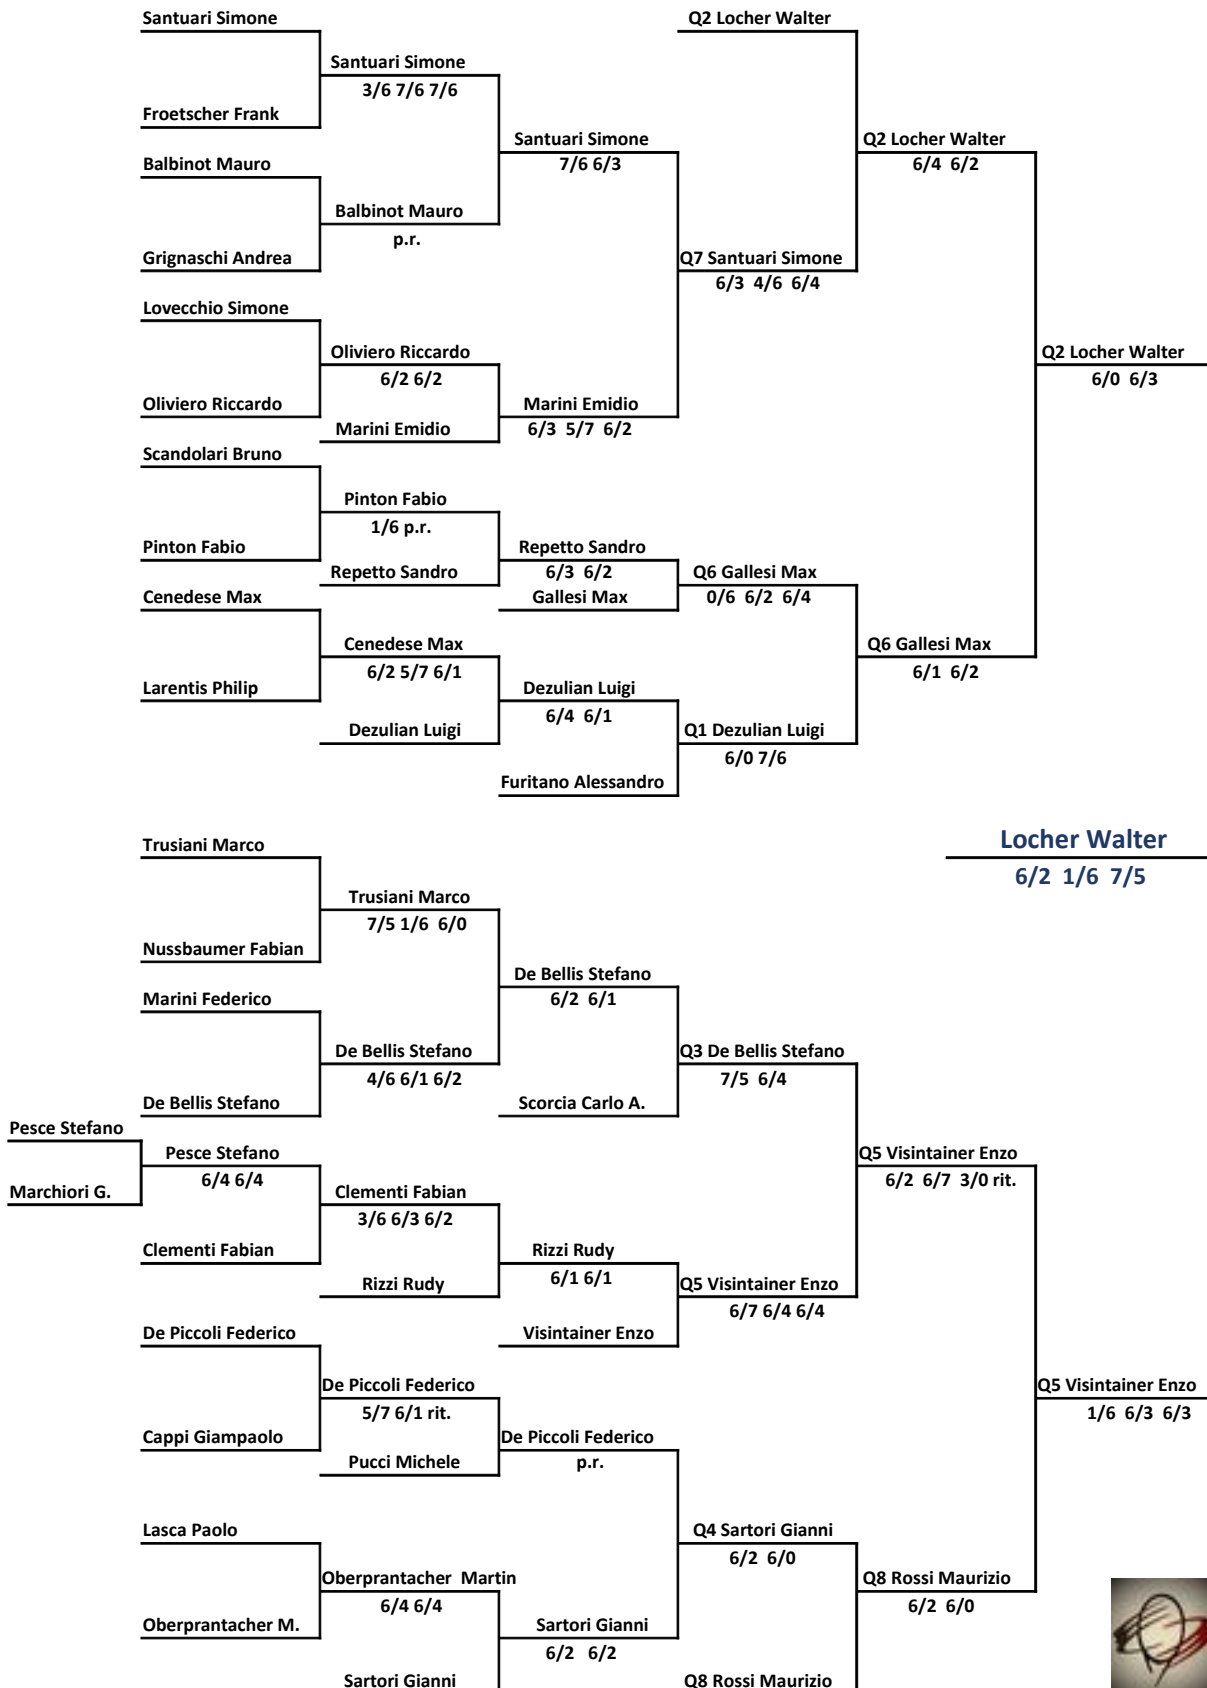 Santuari Simone
Q2 Locher Walter
Santuari Simone
3/6 7/6 7/6
Froetscher Frank
Santuari Simone
7/6 6/3
Q2 Locher Walter
6/4 6/2
Balbinot Mauro
Balbinot Mauro
p.r.
Grignaschi Andrea
Q7 Santuari Simone
6/3 4/6 6/4
Lovecchio Simone
Oliviero Riccardo
6/2 6/2
Q2 Locher Walter
6/0 6/3
Oliviero Riccardo
Marini Emidio
6/3 5/7 6/2
Marini Emidio
Scandolari Bruno
Pinton Fabio
1/6 p.r.
Pinton Fabio
Repetto Sandro
6/3 6/2
Repetto Sandro
Q6 Gallesi Max
0/6 6/2 6/4
Cenedese Max
Gallesi Max
Cenedese Max
6/2 5/7 6/1
Q6 Gallesi Max
6/1 6/2
Larentis Philip
Dezulian Luigi
6/4 6/1
Dezulian Luigi
Q1 Dezulian Luigi
6/0 7/6
Furitano Alessandro
Trusiani Marco
Locher Walter
6/2 1/6 7/5
Trusiani Marco
7/5 1/6 6/0
Nussbaumer Fabian
De Bellis Stefano
6/2 6/1
Marini Federico
De Bellis Stefano
4/6 6/1 6/2
Q3 De Bellis Stefano
7/5 6/4
De Bellis Stefano
Scorcia Carlo A.
Pesce Stefano
Pesce Stefano
6/4 6/4
Q5 Visintainer Enzo
6/2 6/7 3/0 rit.
Marchiori G.
Clementi Fabian
3/6 6/3 6/2
Clementi Fabian
Rizzi Rudy
6/1 6/1
Rizzi Rudy
Q5 Visintainer Enzo
6/7 6/4 6/4
De Piccoli Federico
Visintainer Enzo
De Piccoli Federico
5/7 6/1 rit.
Q5 Visintainer Enzo
1/6 6/3 6/3
Cappi Giampaolo
De Piccoli Federico
p.r.
Pucci Michele
Lasca Paolo
Q4 Sartori Gianni
6/2 6/0
Oberprantacher Martin
6/4 6/4
Q8 Rossi Maurizio
6/2 6/0
Oberprantacher M.
Sartori Gianni
6/2 6/2
Sartori Gianni
Q8 Rossi Maurizio